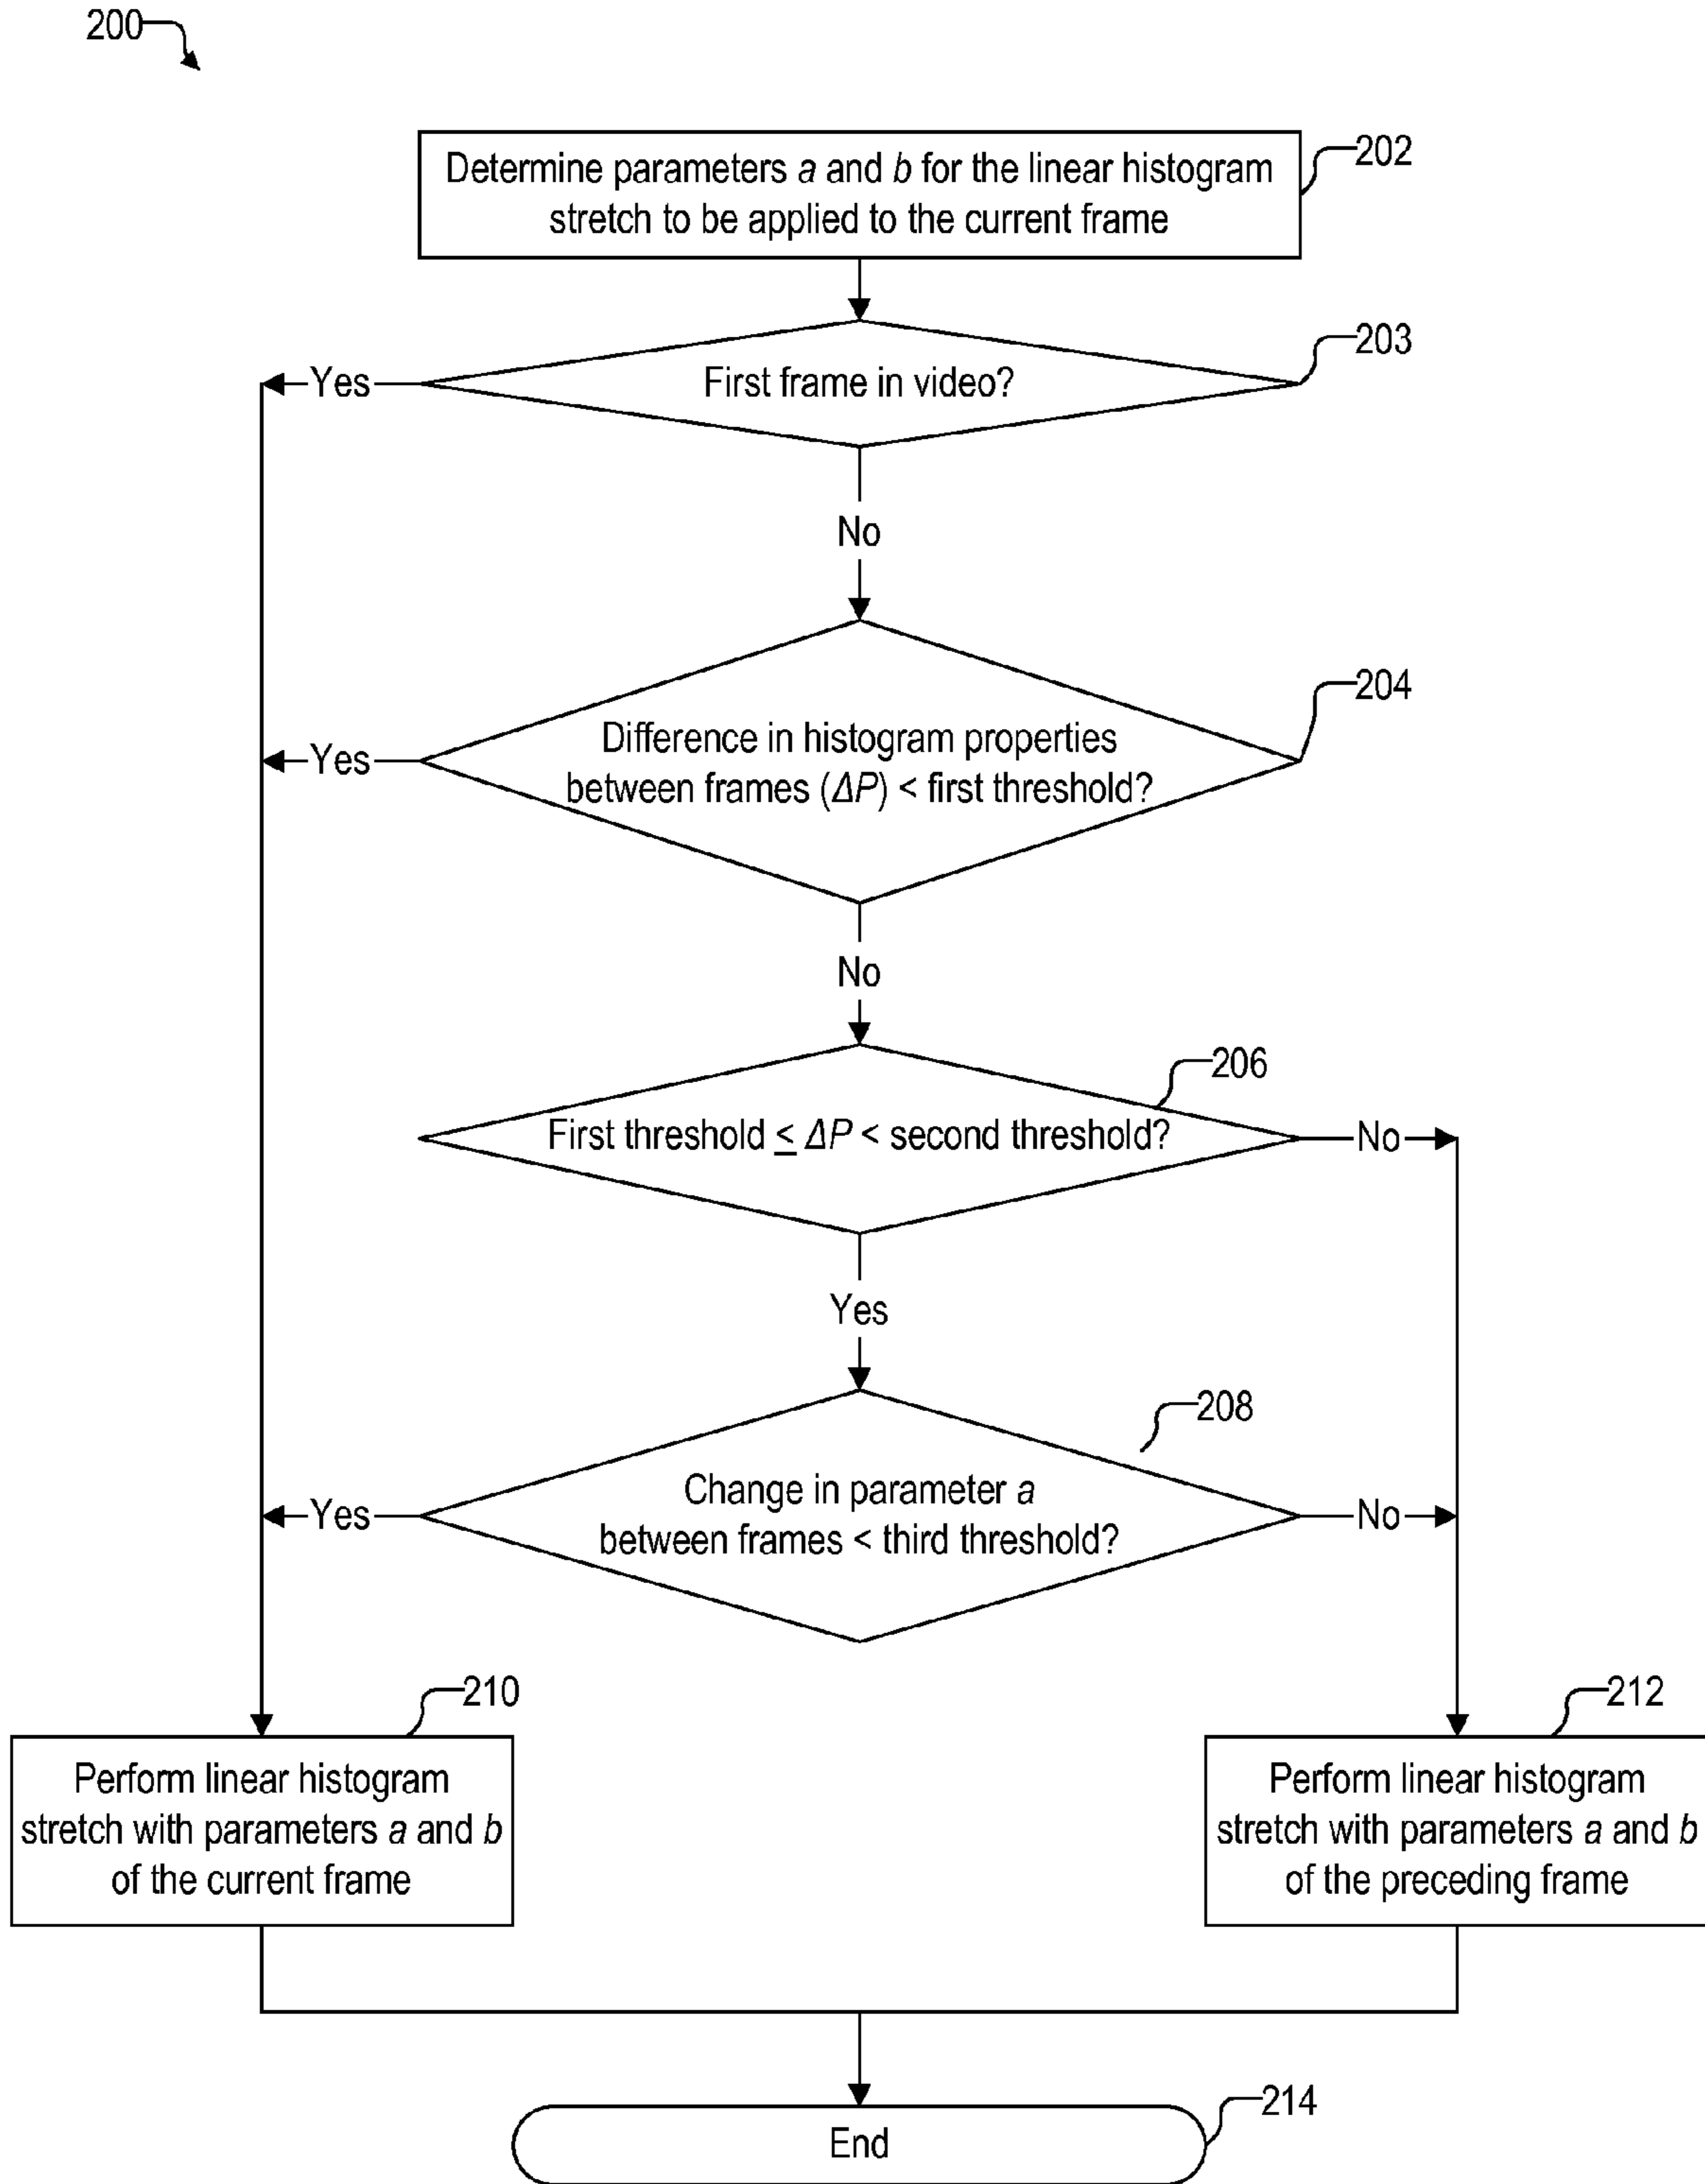 200
Determine parameters a and b for the linear histogram
stretch to be applied to the current frame
202
First frame in video?
203
Yes
No
Difference in histogram properties
between frames (ΔP) < first threshold?
204
Yes
No
First threshold ≤ ΔP < second threshold?
206
No
Yes
Change in parameter a
between frames < third threshold?
208
Yes
No
Perform linear histogram
stretch with parameters a and b
of the current frame
210
Perform linear histogram
stretch with parameters a and b
of the preceding frame
212
End
214